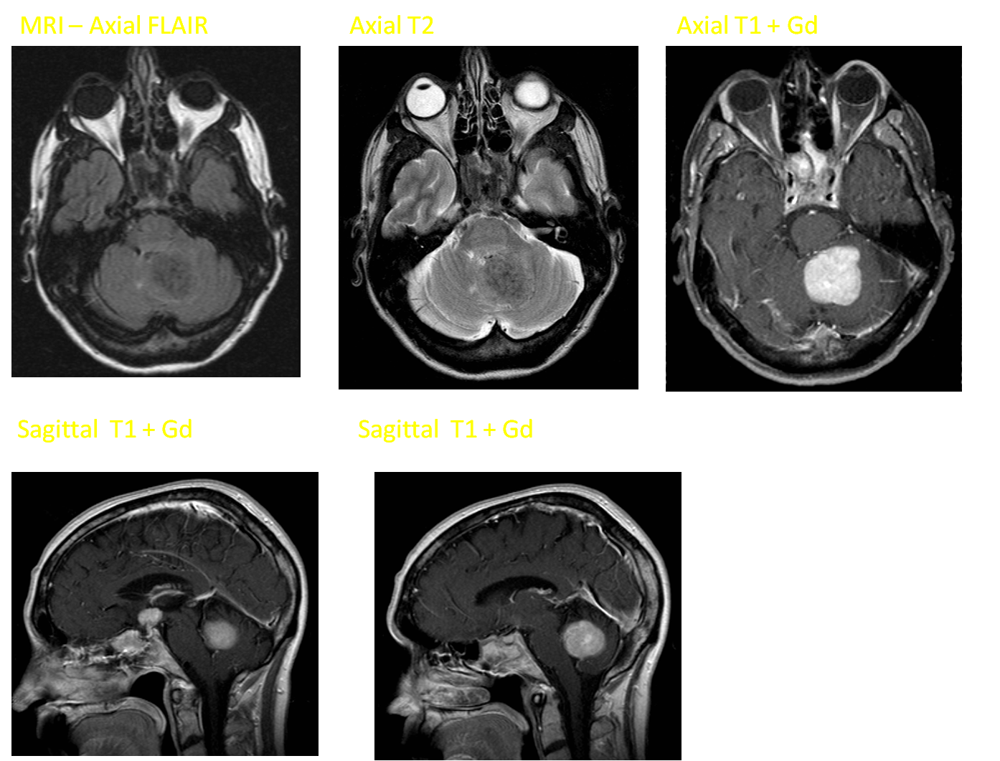 MRI – Axial FLAIR
Axial T2
Axial T1 + Gd
Sagittal  T1 + Gd
Sagittal  T1 + Gd